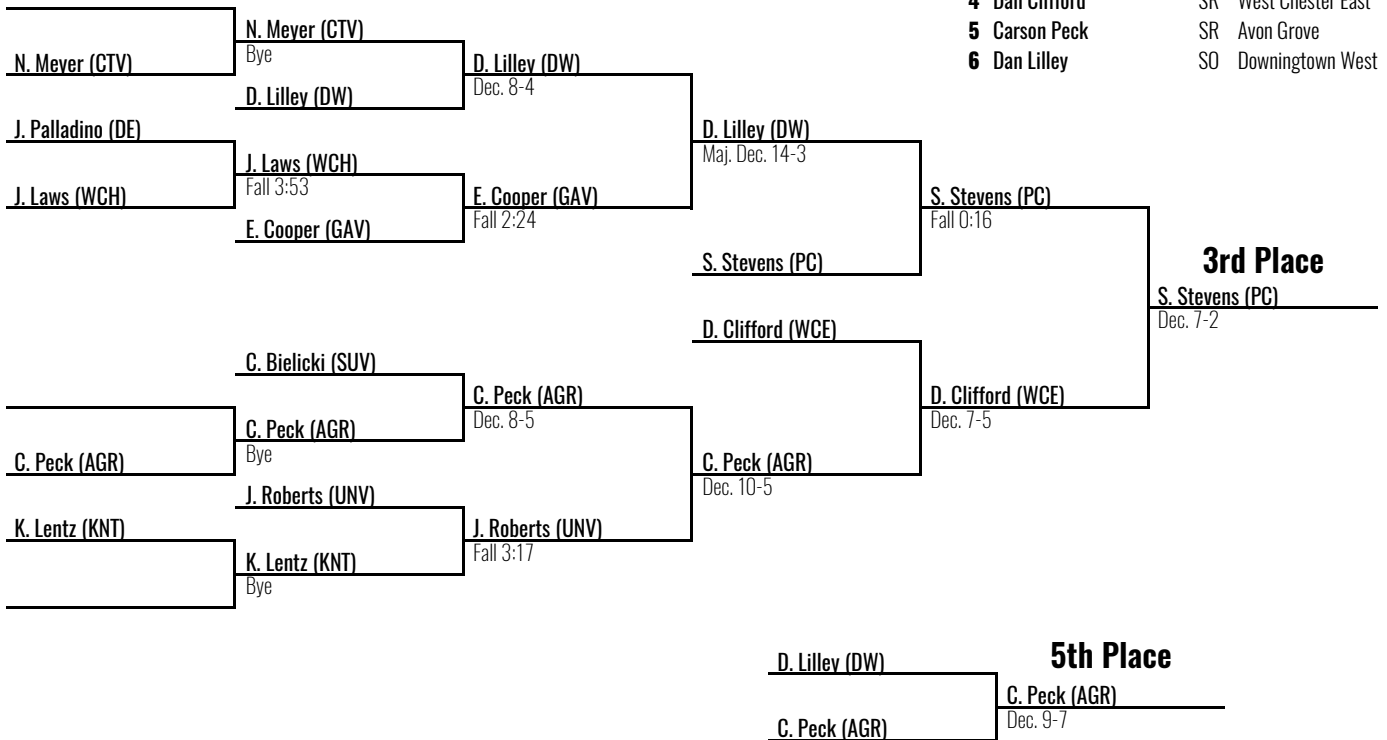 4 Dan Clifford SR West Chester East
5 Carson Peck SR Avon Grove
6 Dan Lilley SO Downingtown West
N. Meyer (CTV)
N. Meyer (CTV)
Bye
D. Lilley (DW)
D. Lilley (DW)
Dec. 8-4
J. Palladino (DE)
J. Laws (WCH)
J. Laws (WCH)
Fall 3:53
E. Cooper (GAV)
E. Cooper (GAV)
Fall 2:24
D. Lilley (DW)
Maj. Dec. 14-3
S. Stevens (PC)
S. Stevens (PC)
Fall 0:16
3rd Place
S. Stevens (PC)
Dec. 7-2
D. Clifford (WCE)
D. Clifford (WCE)
Dec. 7-5
C. Bielicki (SUV)
C. Peck (AGR)
C. Peck (AGR)
Bye
C. Peck (AGR)
Dec. 8-5
C. Peck (AGR)
Dec. 10-5
J. Roberts (UNV)
K. Lentz (KNT)
K. Lentz (KNT)
Bye
J. Roberts (UNV)
Fall 3:17
5th Place
D. Lilley (DW)
C. Peck (AGR)
C. Peck (AGR)
Dec. 9-7